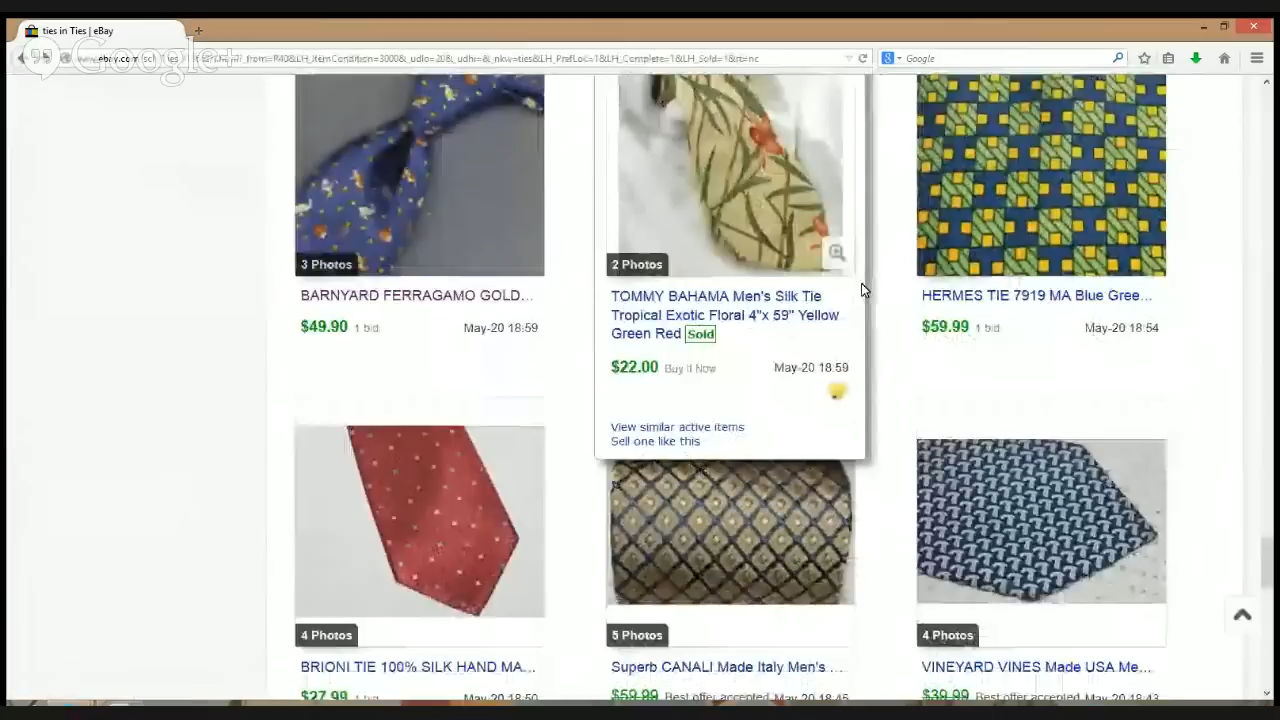 ties in Ties | eBay
Google+
Google
3 Photos
BARNYARD FERRAGAMO GOLD...
$49.90 1 bid May-20 18:59
2 Photos
TOMMY BAHAMA Men's Silk Tie
Tropical Exotic Floral 4"x 59" Yellow
Green Red Sold
$22.00 Buy It Now May-20 18:59
View similar active items
Sell one like this
HERMES TIE 7919 MA Blue Gree...
$59.99 1 bid May-20 18:54
4 Photos
BRIONI TIE 100% SILK HAND MA...
$27.99 1 bid May-20 18:50
5 Photos
Superb CANALI Made Italy Men's ...
$59.99 Best offer accepted May-20 18:45
4 Photos
VINEYARD VINES Made USA Me...
$39.99 Best offer accepted May-20 18:43